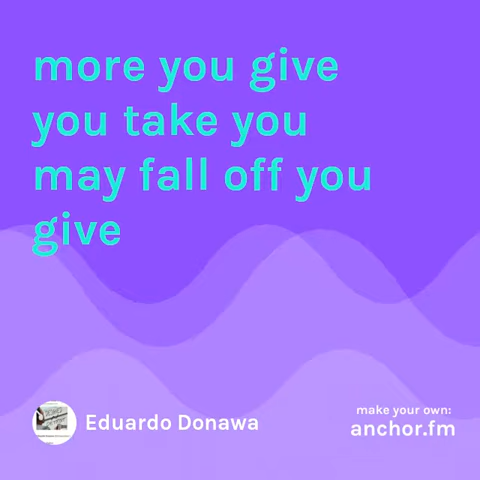 more you give
you take you
may fall off you
give
Eduardo Donawa
make your own:
anchor.fm